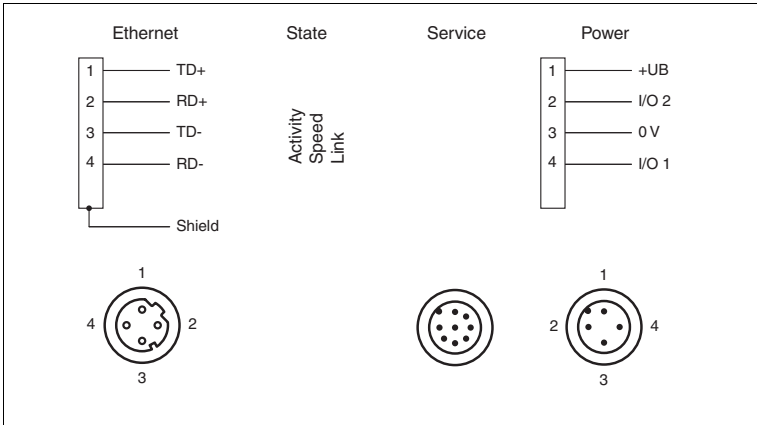 Ethernet State Service Power
1 TD+
2 RD+
3 TD-
4 RD-
Shield
Activity
Speed
Link
1 +UB
2 I/O 2
3 0 V
4 I/O 1
1
4 2
3
1
2 4
3